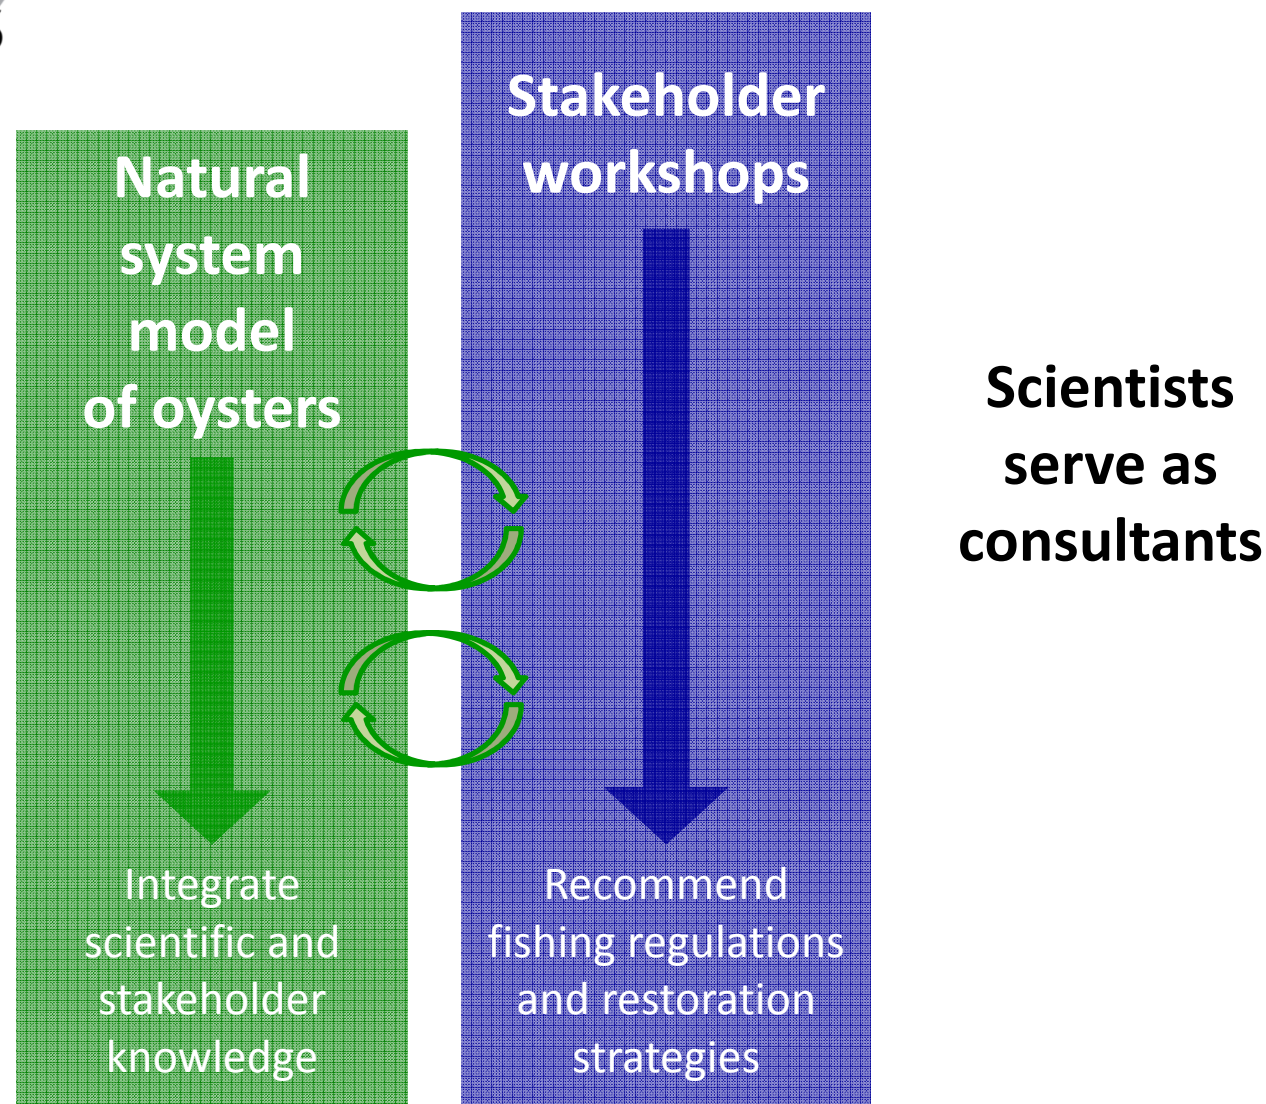 Natural
system
model
of oysters
Integrate
scientific and
stakeholder
knowledge
Stakeholder
workshops
Recommend
fishing regulations
and restoration
strategies
Scientists
serve as
consultants